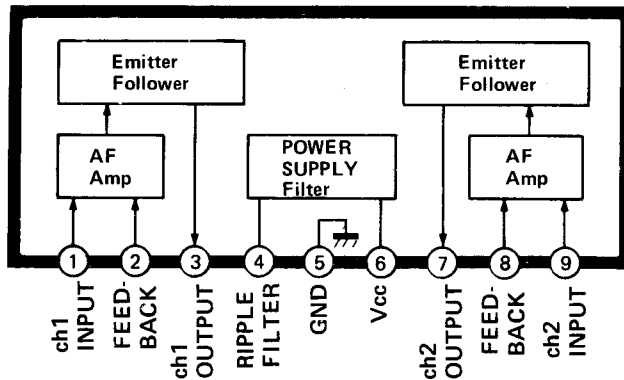 Emitter
Follower
Emitter
Follower
AF
Amp
POWER
SUPPLY
Filter
AF
Amp
1
2
3
4
5
6
7
8
9
ch1
INPUT
FEED-
BACK
ch1
OUTPUT
RIPPLE
FILTER
GND
Vcc
ch2
OUTPUT
FEED-
BACK
ch2
INPUT